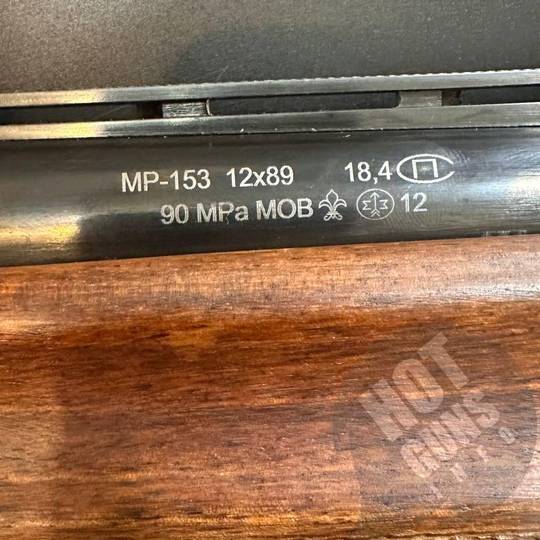 MP-153 12x89 18,4
90 MPa MOB 12
HOT
GUNS